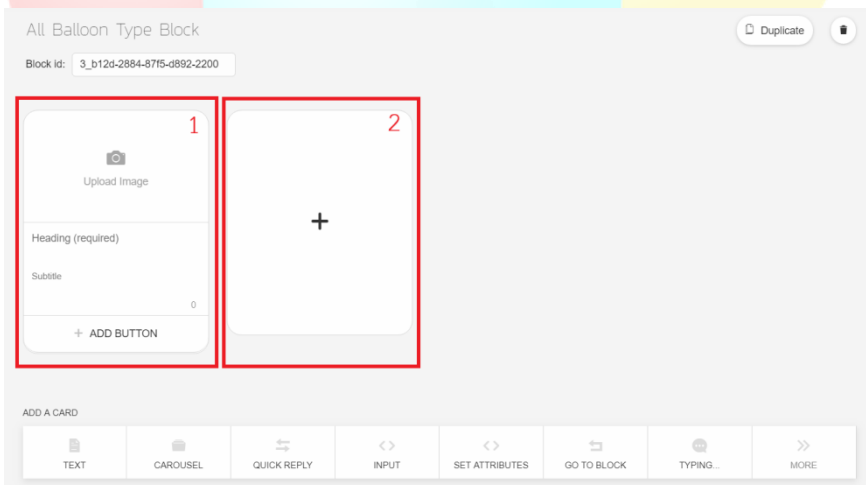 All Balloon Type Block
Duplicate
Block id: 3_b12d-2884-87f5-d892-2200
1
2
Upload Image
Heading (required)
Subtitle
0
+ ADD BUTTON
+
ADD A CARD
TEXT
CAROUSEL
QUICK REPLY
INPUT
SET ATTRIBUTES
GO TO BLOCK
TYPING...
MORE